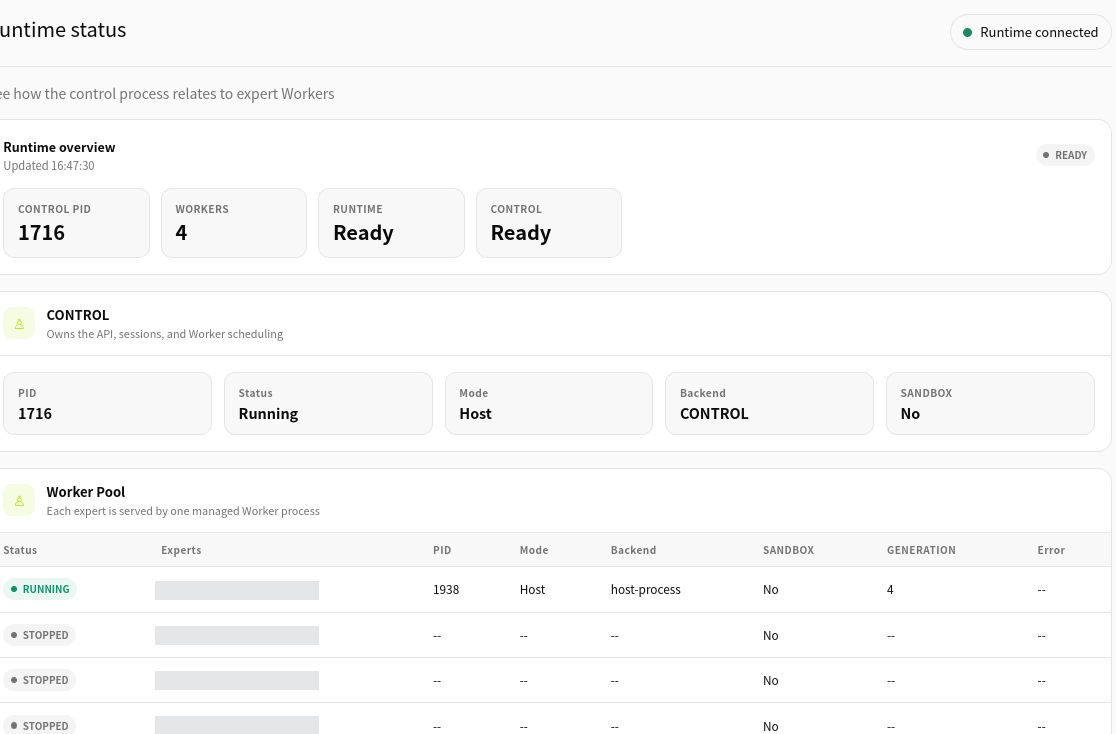 untime status
Runtime connected
ee how the control process relates to expert Workers
Runtime overview
Updated 16:47:30
READY
CONTROL PID
WORKERS
RUNTIME
CONTROL
1716
4
Ready
Ready
CONTROL
Owns the API, sessions, and Worker scheduling
PID
Status
Mode
Backend
SANDBOX
1716
Running
Host
CONTROL
No
Worker Pool
Each expert is served by one managed Worker process
Status Experts PID Mode Backend SANDBOX GENERATION Error
RUNNING 1938 Host host-process No 4 --
STOPPED -- -- -- No -- --
STOPPED -- -- -- No -- --
STOPPED -- -- -- No -- --